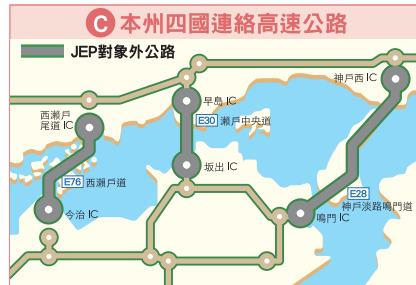 C 本州四國連絡高速公路
JEP對象外公路
神戶西IC
西瀨戶
尾道IC
早島IC
E30 瀨戶中央道
坂出IC
E76 西瀨戶道
E28
神戶淡路鳴門道
今治IC
鳴門IC